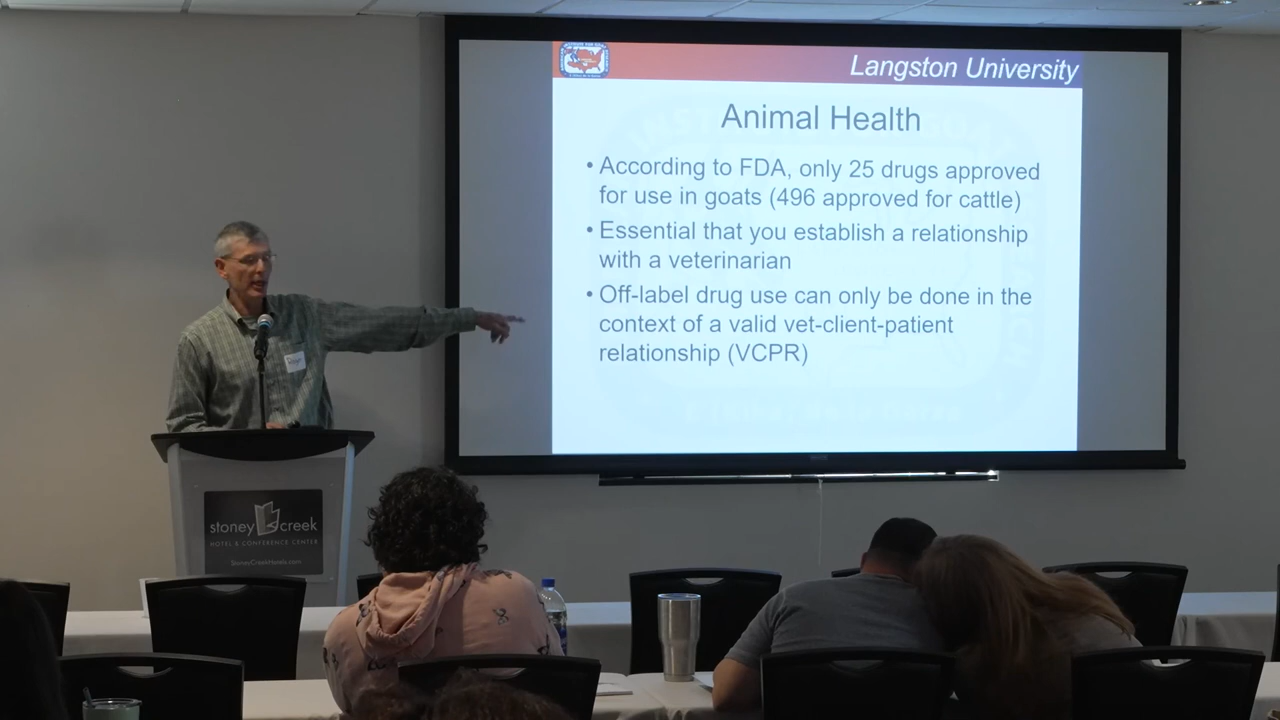 Langston University
Animal Health
• According to FDA, only 25 drugs approved
for use in goats (496 approved for cattle)
• Essential that you establish a relationship
with a veterinarian
• Off-label drug use can only be done in the
context of a valid vet-client-patient
relationship (VCPR)
stoney creek
HOTEL & CONFERENCE CENTER
StoneyCreekHotels.com